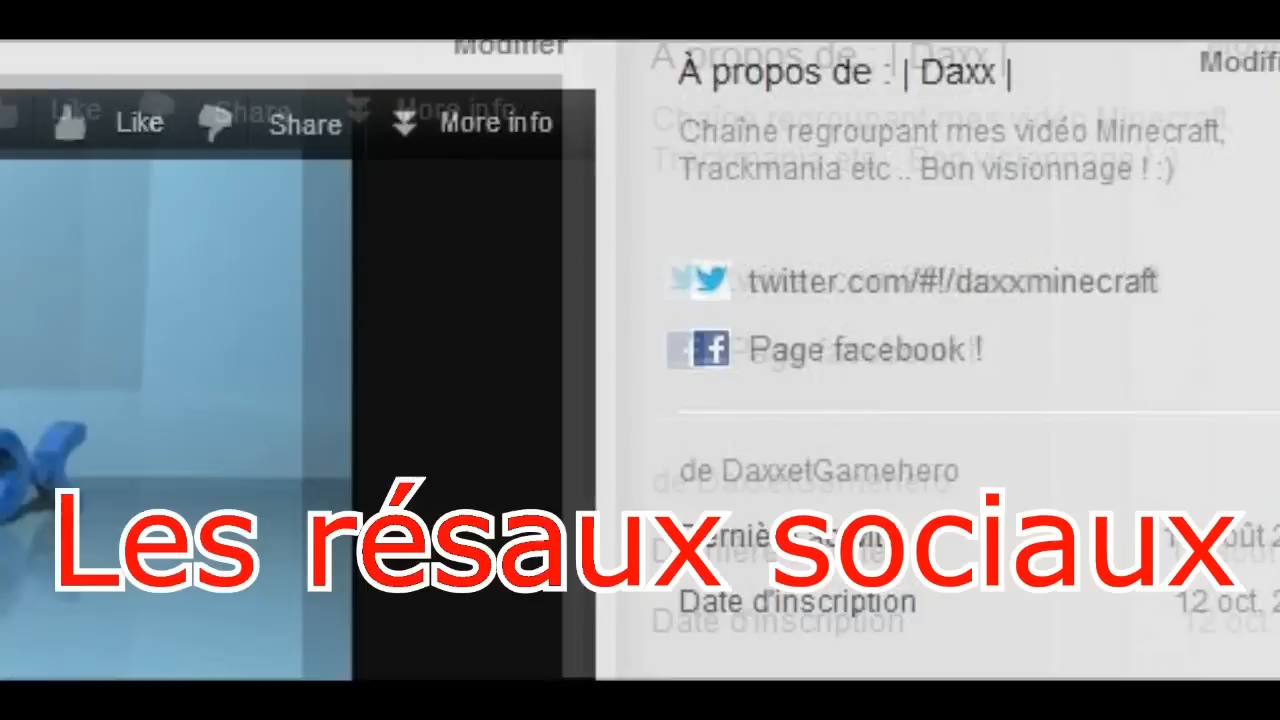 Modifier
Like
Share
More info
À propos de : | Daxx |
Modifi
Chaîne regroupant mes vidéo Minecraft,
Trackmania etc .. Bon visionnage ! :)
twitter.com/#!/daxxminecraft
Page facebook !
de DaxxetGamehero
Les résaux sociaux
Date d'inscription
12 oct. 2